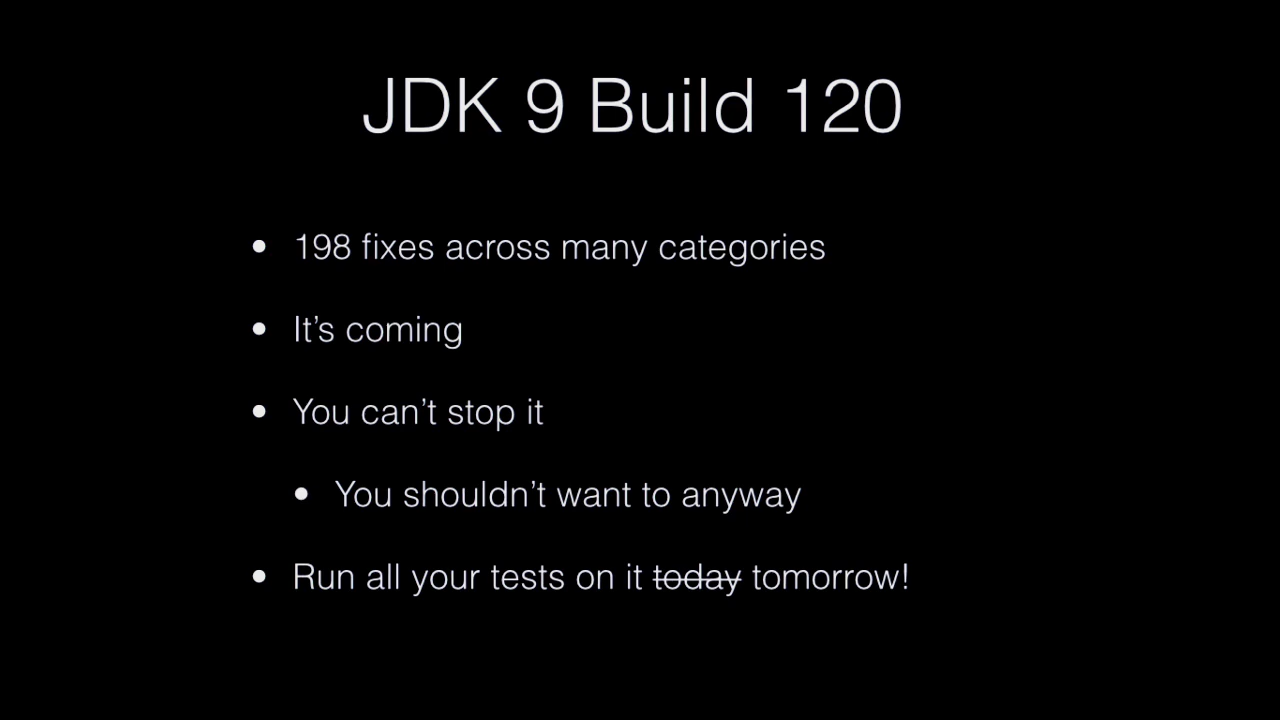 JDK 9 Build 120
• 198 fixes across many categories
• It’s coming
• You can’t stop it
• You shouldn’t want to anyway
• Run all your tests on it today tomorrow!